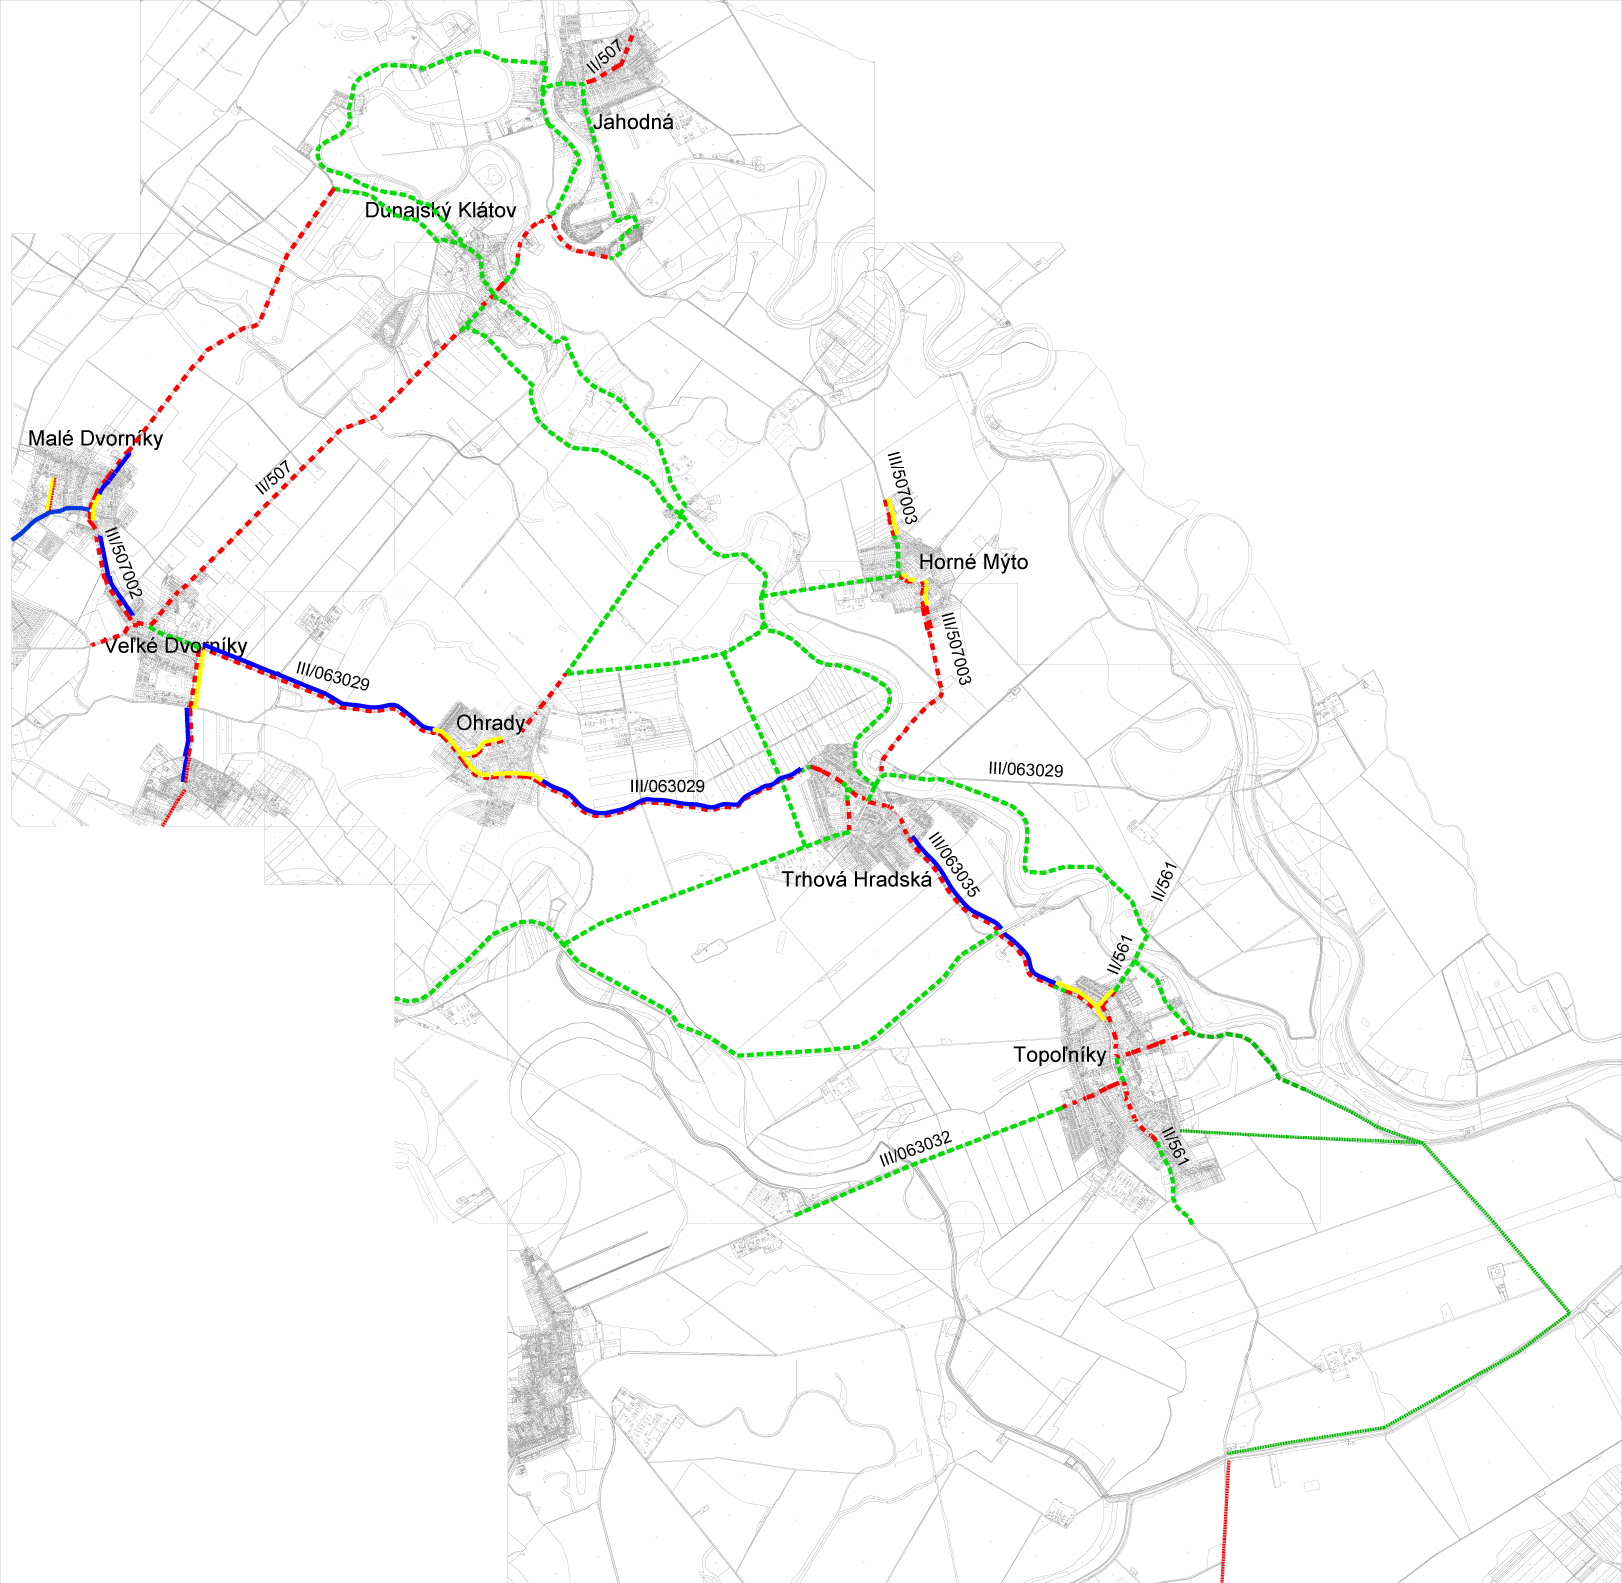 II/507
Jahodná
Dunajský Klátov
Malé Dvorníky
II/507
III/507003
III/507002
Horné Mýto
III/507003
Veľké Dvorníky
III/063029
Ohrady
III/063029
III/063029
III/063035
Trhová Hradská
II/561
II/561
Topoľníky
III/063032
II/561